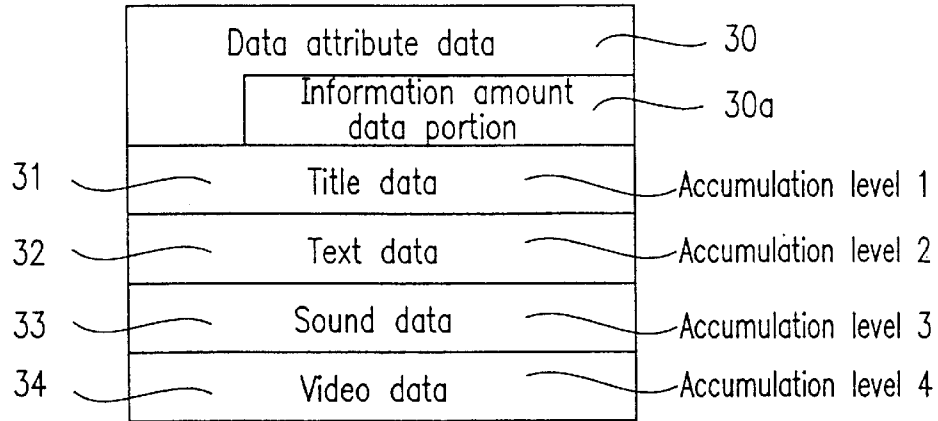 Data attribute data 30
Information amount
data portion 30a
31 Title data Accumulation level 1
32 Text data Accumulation level 2
33 Sound data Accumulation level 3
34 Video data Accumulation level 4